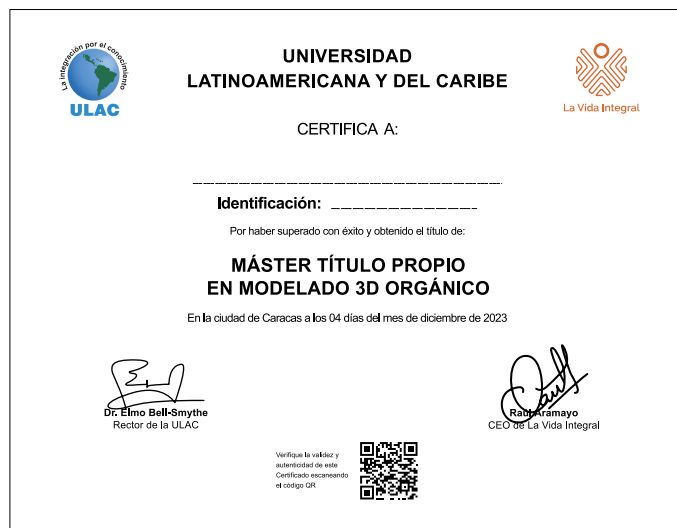 La integración por el conocimiento
ULAC
UNIVERSIDAD
LATINOAMERICANA Y DEL CARIBE
La Vida Integral
CERTIFICA A:
Identificación:
Por haber superado con éxito y obtenido el título de:
MÁSTER TÍTULO PROPIO
EN MODELADO 3D ORGÁNICO
En la ciudad de Caracas a los 04 días del mes de diciembre de 2023
Dr. Elmo Bell-Smythe
Rector de la ULAC
Raúl Aramayo
CEO de La Vida Integral
Verifique la validez y
autenticidad de este
Certificado escaneando
el código QR